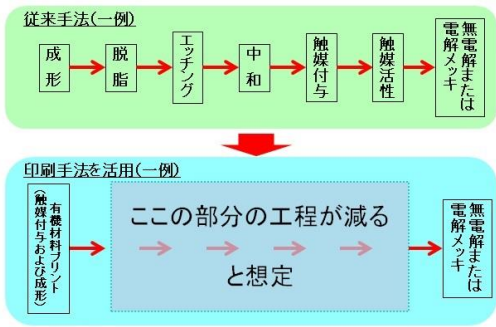 従来手法(一例)
成形
脱脂
エッチング
中和
触媒付与
触媒活性
無電解または
電解メッキ
印刷手法を活用(一例)
有機材料プリント
(触媒付与および成形)
ここの部分の工程が減る
と想定
無電解または
電解メッキ